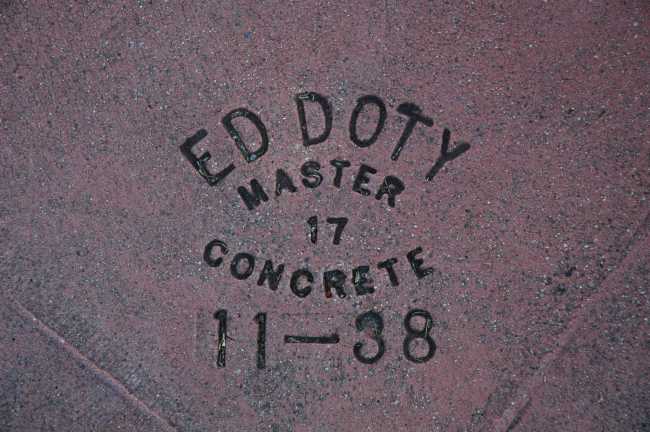 ED DOTY
MASTER
17
CONCRETE
11—38